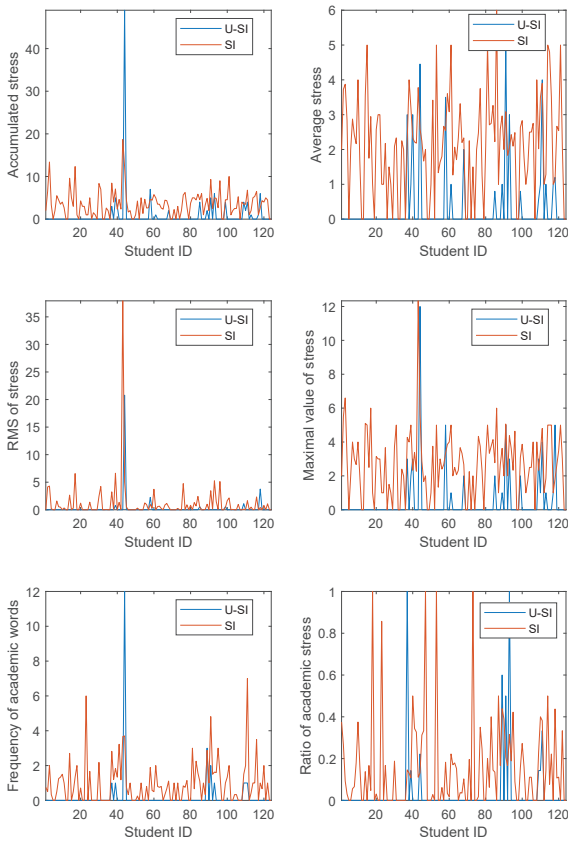 Accumulated stress
40
30
20
10
0
20 40 60 80 100 120
Student ID
U-SI
SI
Average stress
6
5
4
3
2
1
0
20 40 60 80 100 120
Student ID
U-SI
SI
RMS of stress
35
30
25
20
15
10
5
0
20 40 60 80 100 120
Student ID
U-SI
SI
Maximal value of stress
12
10
8
6
4
2
0
20 40 60 80 100 120
Student ID
U-SI
SI
Frequency of academic words
12
10
8
6
4
2
0
20 40 60 80 100 120
Student ID
U-SI
SI
Ratio of academic stress
1
0.8
0.6
0.4
0.2
0
20 40 60 80 100 120
Student ID
U-SI
SI